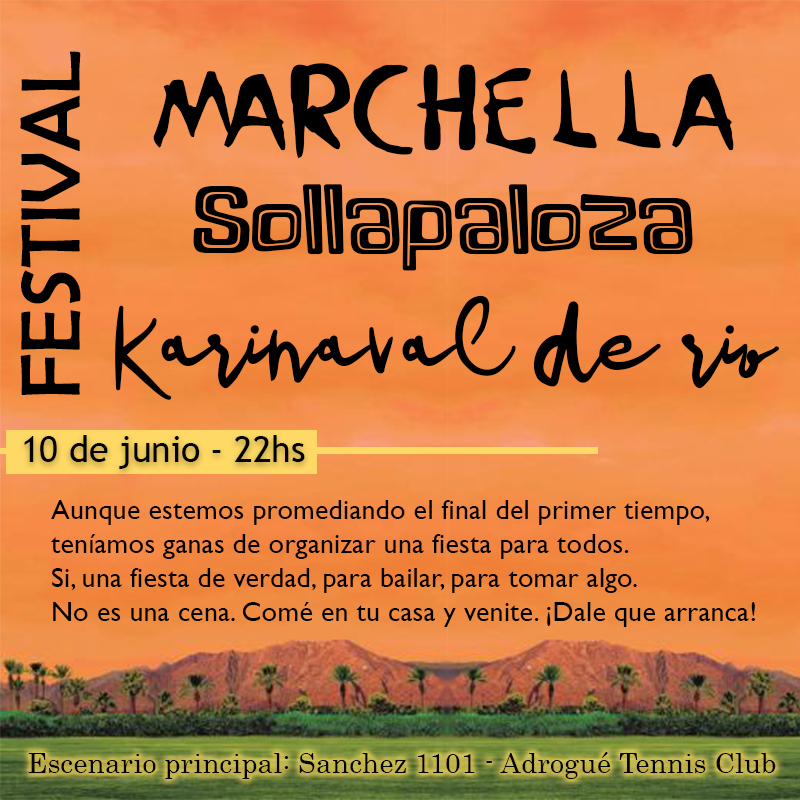 FESTIVAL
MARCHELLA
Sollapaloza
Karinaval de rio
10 de junio - 22hs
Aunque estemos promediando el final del primer tiempo,
teníamos ganas de organizar una fiesta para todos.
Si, una fiesta de verdad, para bailar, para tomar algo.
No es una cena. Comé en tu casa y venite. ¡Dale que arranca!
Escenario principal: Sanchez 1101 - Adrogué Tennis Club